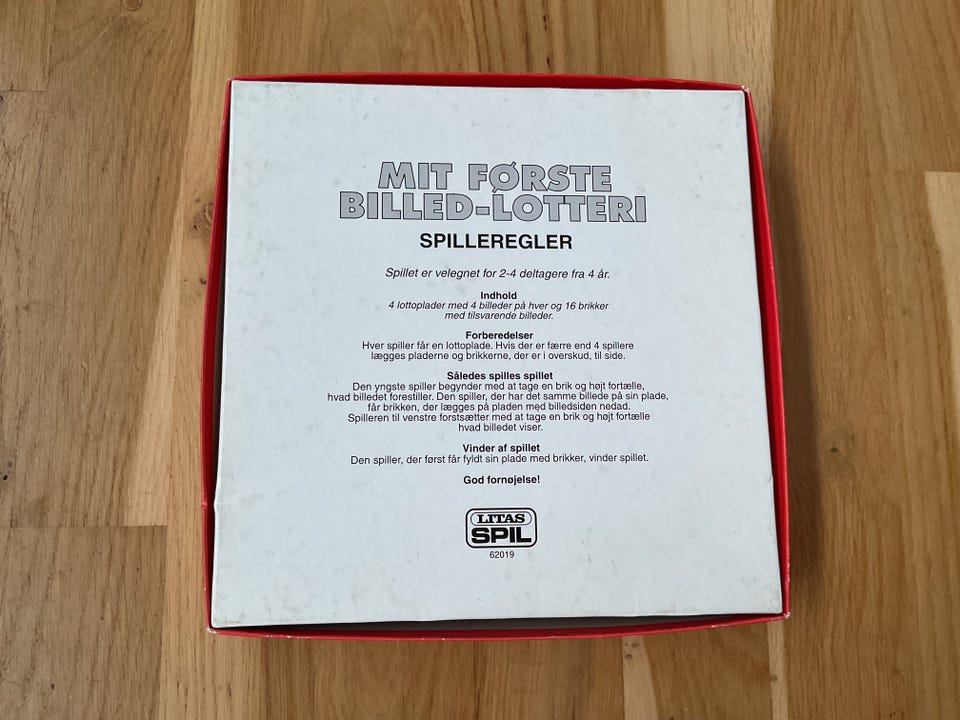 MIT FØRSTE
BILLED-LOTTERI
SPILLEREGLER
Spillet er velegnet for 2-4 deltagere fra 4 år.
Indhold
4 lottoplader med 4 billeder på hver og 16 brikker
med tilsvarende billeder.
Forberedelser
Hver spiller får en lottoplade. Hvis der er færre end 4 spillere
lægges pladerne og brikkerne, der er i overskud, til side.
Således spilles spillet
Den yngste spiller begynder med at tage en brik og højt fortælle,
hvad billedet forestiller. Den spiller, der har det samme billede på sin plade,
får brikken, der lægges på pladen med billedsiden nedad.
Spilleren til venstre forstsætter med at tage en brik og højt fortælle
hvad billedet viser.
Vinder af spillet
Den spiller, der først får fyldt sin plade med brikker, vinder spillet.
God fornøjelse!
LITAS
SPIL
62019